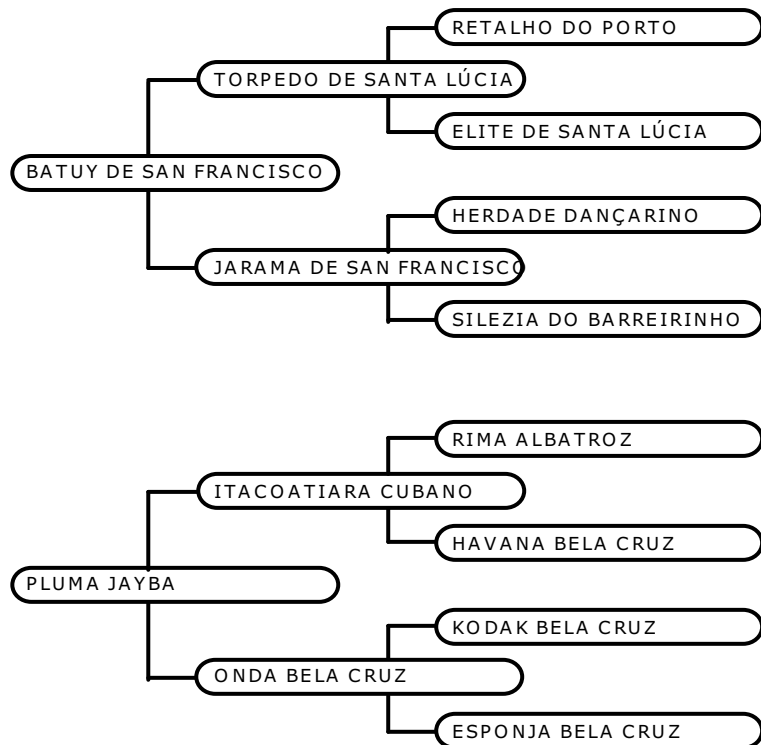 RETALHO DO PORTO
TORPEDO DE SANTA LÚCIA
ELITE DE SANTA LÚCIA
BATUY DE SAN FRANCISCO
HERDADE DANÇARINO
JARAMA DE SAN FRANCISCO
SILEZIA DO BARREIRINHO
RIMA ALBATROZ
ITACOATIARA CUBANO
HAVANA BELA CRUZ
PLUMA JAYBA
KODAK BELA CRUZ
ONDA BELA CRUZ
ESPONJA BELA CRUZ